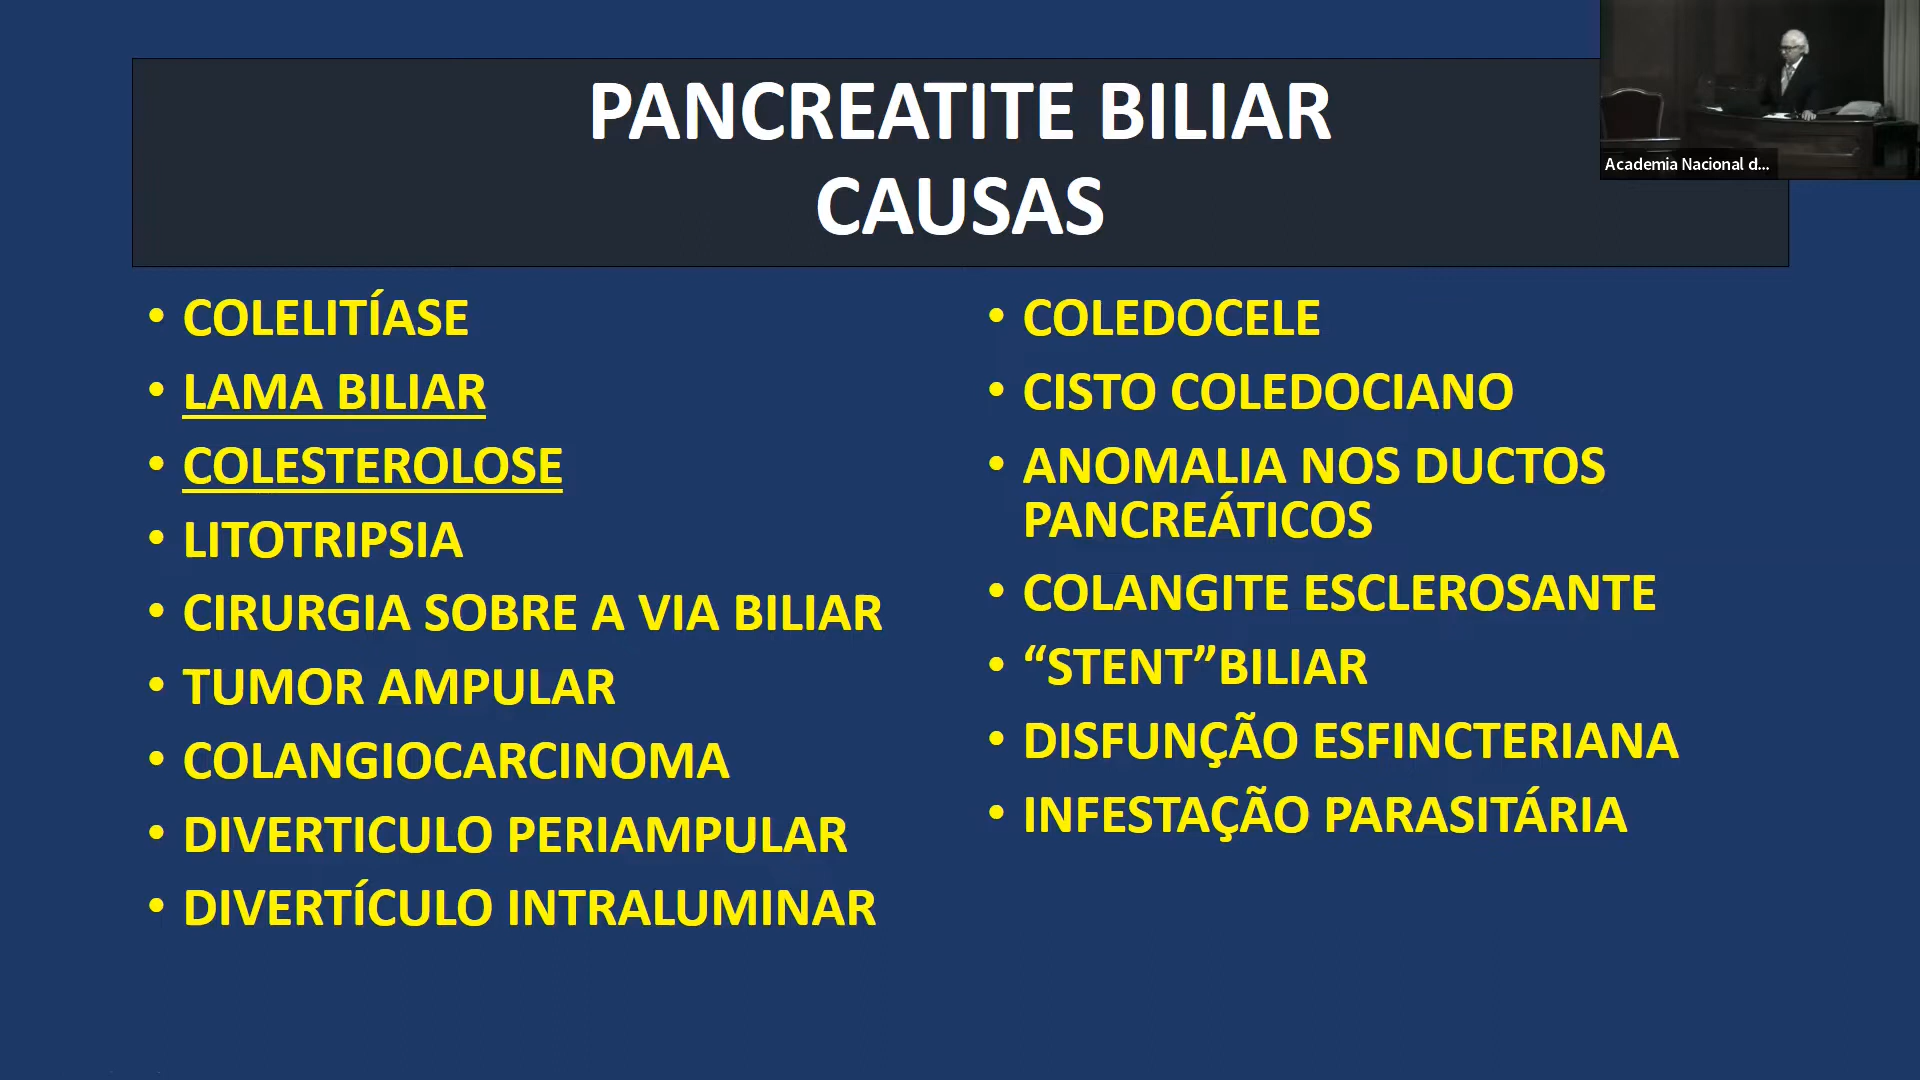 PANCREATITE BILIAR
CAUSAS
Academia Nacional d...
• COLELITÍASE
• LAMA BILIAR
• COLESTEROLOSE
• LITOTRIPSIA
• CIRURGIA SOBRE A VIA BILIAR
• TUMOR AMPULAR
• COLANGIOCARCINOMA
• DIVERTICULO PERIAMPULAR
• DIVERTÍCULO INTRALUMINAR
• COLEDOCELE
• CISTO COLEDOCIANO
• ANOMALIA NOS DUCTOS
PANCREÁTICOS
• COLANGITE ESCLEROSANTE
• “STENT”BILIAR
• DISFUNÇÃO ESFINCTERIANA
• INFESTAÇÃO PARASITÁRIA